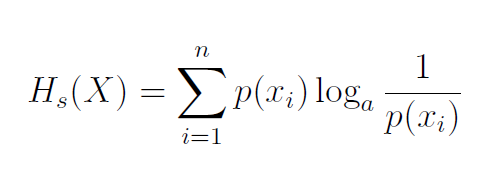 H_s(X) = \sum_{i=1}^{n} p(x_i) \log_a \frac{1}{p(x_i)}